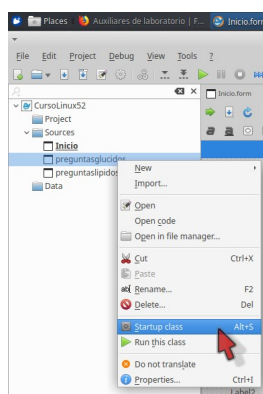 Places Auxiliares de laboratorio | F... Inicio.form
File Edit Project Debug View Tools ?
Inicio.form
CursoLinux52
Project
Sources
Inicio
preguntasglucidos
preguntaslipidos
Data
New
Import...
Open
Open code
Open in file manager...
Cut Ctrl+X
Paste
Rename... F2
Delete... Del
Startup class Alt+S
Run this class
Do not translate
Properties... Ctrl+I
Label2